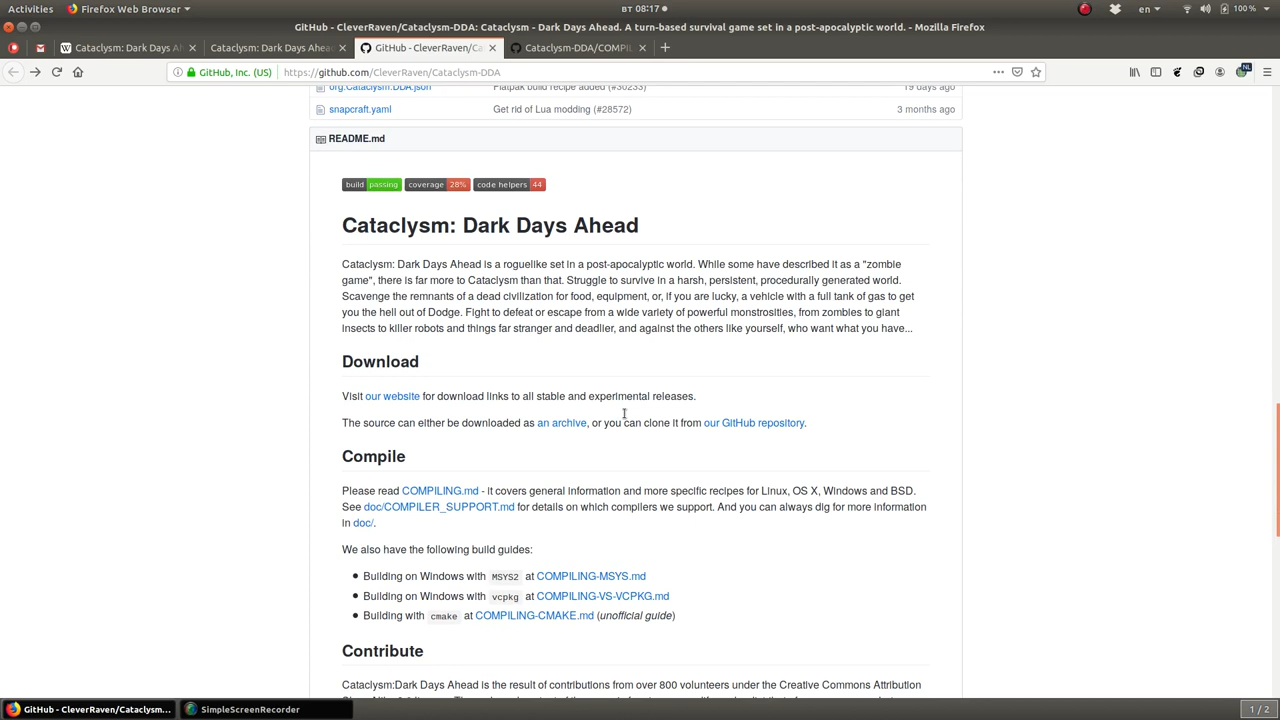 Activities Firefox Web Browser вт 08:17 en 100 %
GitHub - CleverRaven/Cataclysm-DDA: Cataclysm - Dark Days Ahead. A turn-based survival game set in a post-apocalyptic world. - Mozilla Firefox
Cataclysm: Dark Days A Cataclysm: Dark Days Ahea GitHub - CleverRaven/Ca Cataclysm-DDA/COMPIL
GitHub, Inc. (US) https://github.com/CleverRaven/Cataclysm-DDA NL
org.Cataclysm.DDA.json Flatpak build recipe added (#30233) 19 days ago
snapcraft.yaml Get rid of Lua modding (#28572) 3 months ago
README.md
build passing coverage 28% code helpers 44
Cataclysm: Dark Days Ahead
Cataclysm: Dark Days Ahead is a roguelike set in a post-apocalyptic world. While some have described it as a "zombie
game", there is far more to Cataclysm than that. Struggle to survive in a harsh, persistent, procedurally generated world.
Scavenge the remnants of a dead civilization for food, equipment, or, if you are lucky, a vehicle with a full tank of gas to get
you the hell out of Dodge. Fight to defeat or escape from a wide variety of powerful monstrosities, from zombies to giant
insects to killer robots and things far stranger and deadlier, and against the others like yourself, who want what you have...
Download
Visit our website for download links to all stable and experimental releases.
The source can either be downloaded as an archive, or you can clone it from our GitHub repository.
Compile
Please read COMPILING.md - it covers general information and more specific recipes for Linux, OS X, Windows and BSD.
See doc/COMPILER_SUPPORT.md for details on which compilers we support. And you can always dig for more information
in doc/.
We also have the following build guides:
Building on Windows with MSYS2 at COMPILING-MSYS.md
Building on Windows with vcpkg at COMPILING-VS-VCPKG.md
Building with cmake at COMPILING-CMAKE.md (unofficial guide)
Contribute
Cataclysm:Dark Days Ahead is the result of contributions from over 800 volunteers under the Creative Commons Attribution
GitHub - CleverRaven/Cataclysm... SimpleScreenRecorder 1 / 2